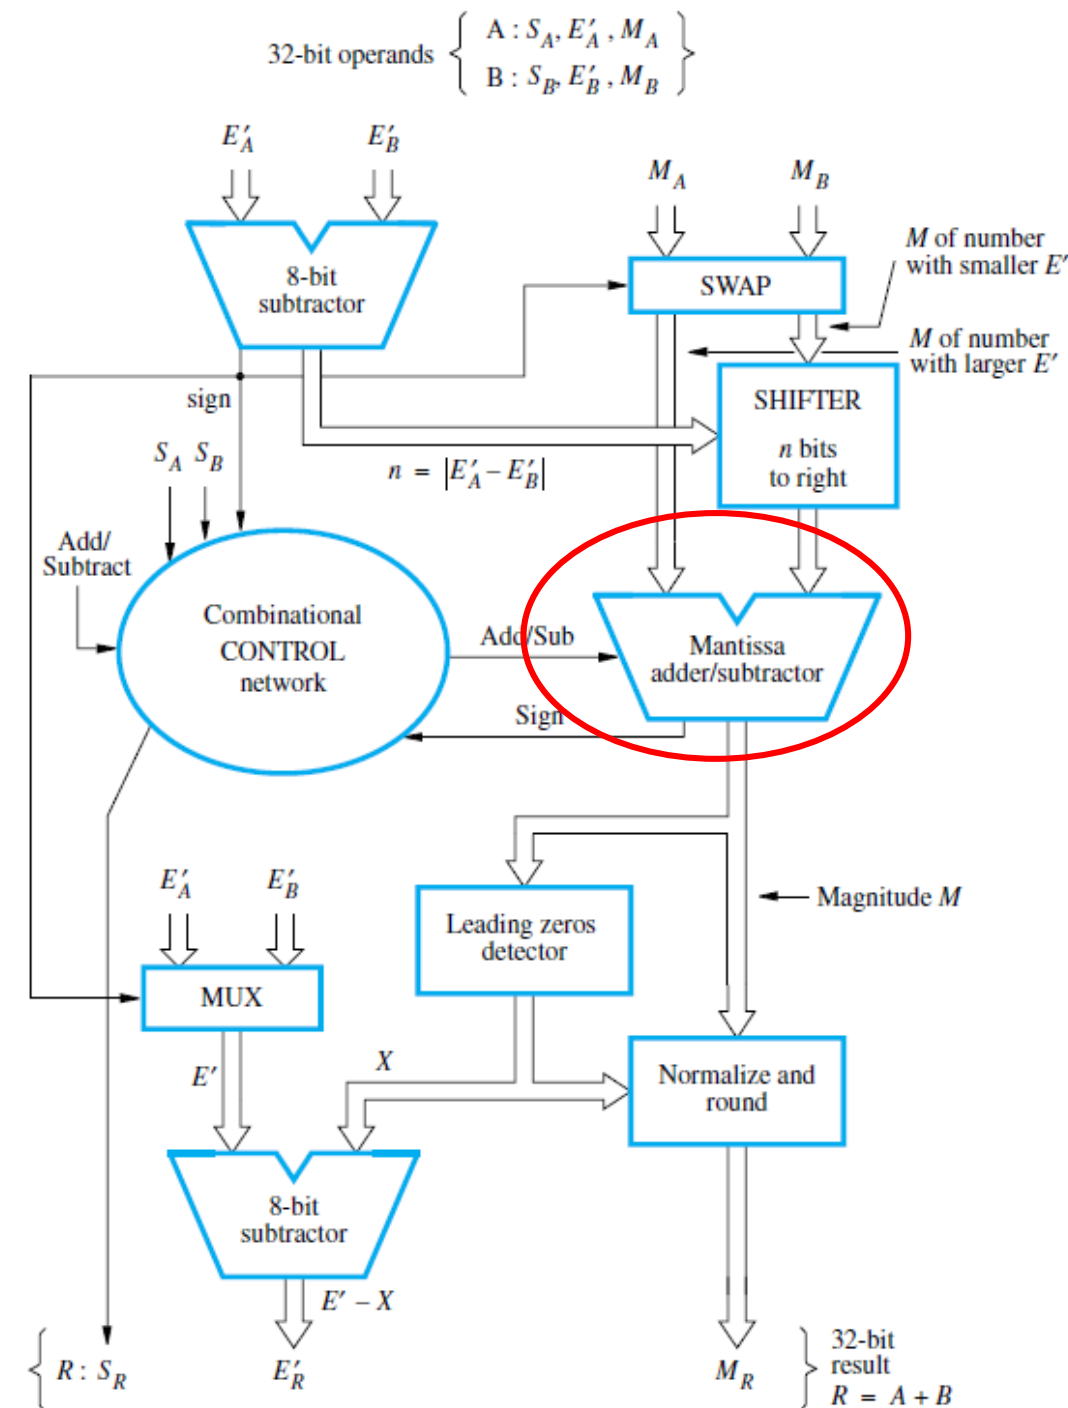 32-bit operands
A : S_A, E′_A , M_A
B : S_B, E′_B , M_B
E′_A
E′_B
M_A
M_B
8-bit
subtractor
SWAP
M of number
with smaller E′
M of number
with larger E′
sign
SHIFTER
n bits
to right
S_A S_B
n = |E′_A – E′_B|
Add/
Subtract
Combinational
CONTROL
network
Add/Sub
Mantissa
adder/subtractor
Sign
E′_A
E′_B
Leading zeros
detector
Magnitude M
MUX
E′
X
Normalize and
round
8-bit
subtractor
E′ – X
R : S_R
E′_R
M_R
32-bit
result
R = A + B